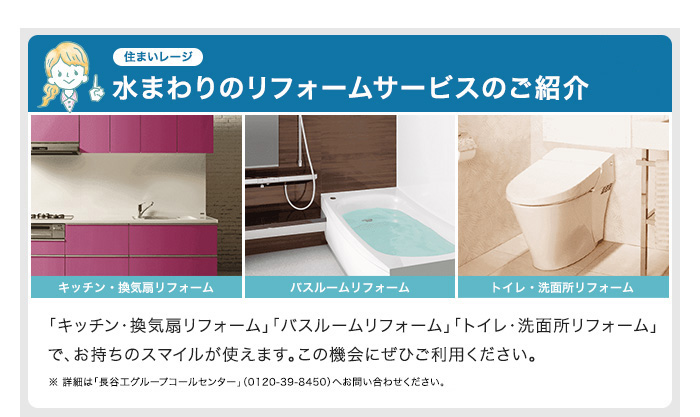 住まいレージ
水まわりのリフォームサービスのご紹介
キッチン・換気扇リフォーム
バスルームリフォーム
トイレ・洗面所リフォーム
「キッチン・換気扇リフォーム」「バスルームリフォーム」「トイレ・洗面所リフォーム」
で、お持ちのスマイルが使えます。この機会にぜひご利用ください。
※ 詳細は「長谷工グループコールセンター」（0120-39-8450）へお問い合わせください。